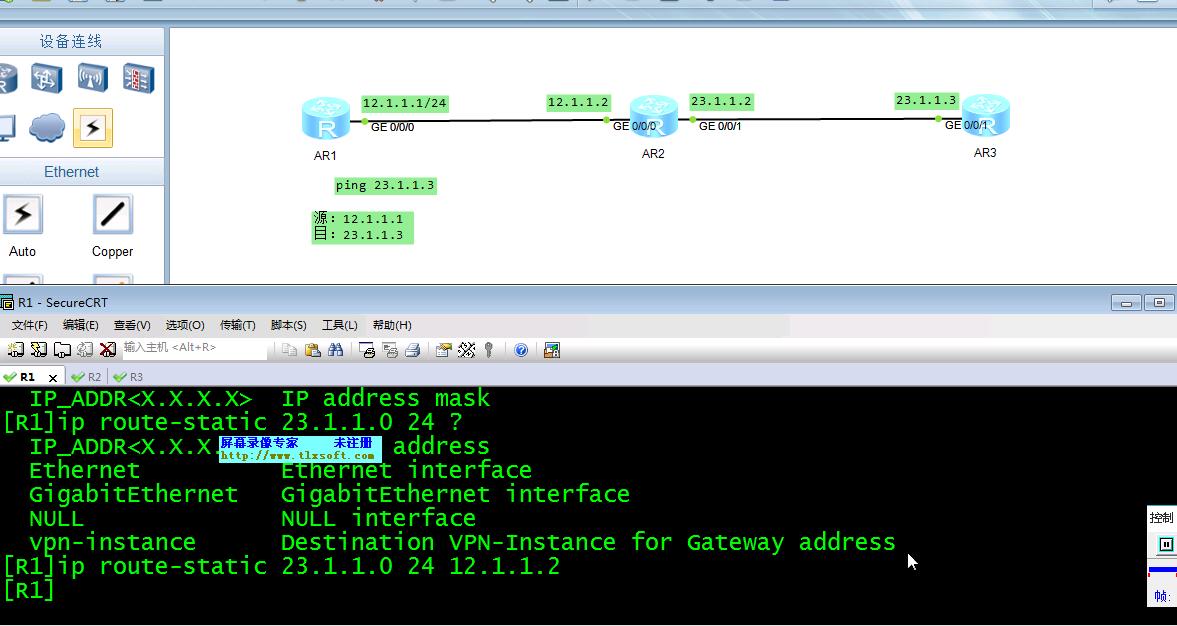 设备连线
12.1.1.1/24
12.1.1.2
23.1.1.2
23.1.1.3
GE 0/0/0
GE 0/0/0
GE 0/0/1
GE 0/0/1
AR1
AR2
AR3
Ethernet
ping 23.1.1.3
源: 12.1.1.1
目: 23.1.1.3
Auto
Copper
R1 - SecureCRT
文件(F) 编辑(E) 查看(V) 选项(O) 传输(T) 脚本(S) 工具(L) 帮助(H)
输入主机 <Alt+R>
R1 x R2 R3
IP_ADDR<X.X.X.X> IP address mask
[R1]ip route-static 23.1.1.0 24 ?
IP_ADDR<X.X.X. address
屏幕录像专家 未注册
http://www.tlxsoft.com
Ethernet Ethernet interface
GigabitEthernet GigabitEthernet interface
NULL NULL interface
vpn-instance Destination VPN-Instance for Gateway address
[R1]ip route-static 23.1.1.0 24 12.1.1.2
[R1]
控制
帧: